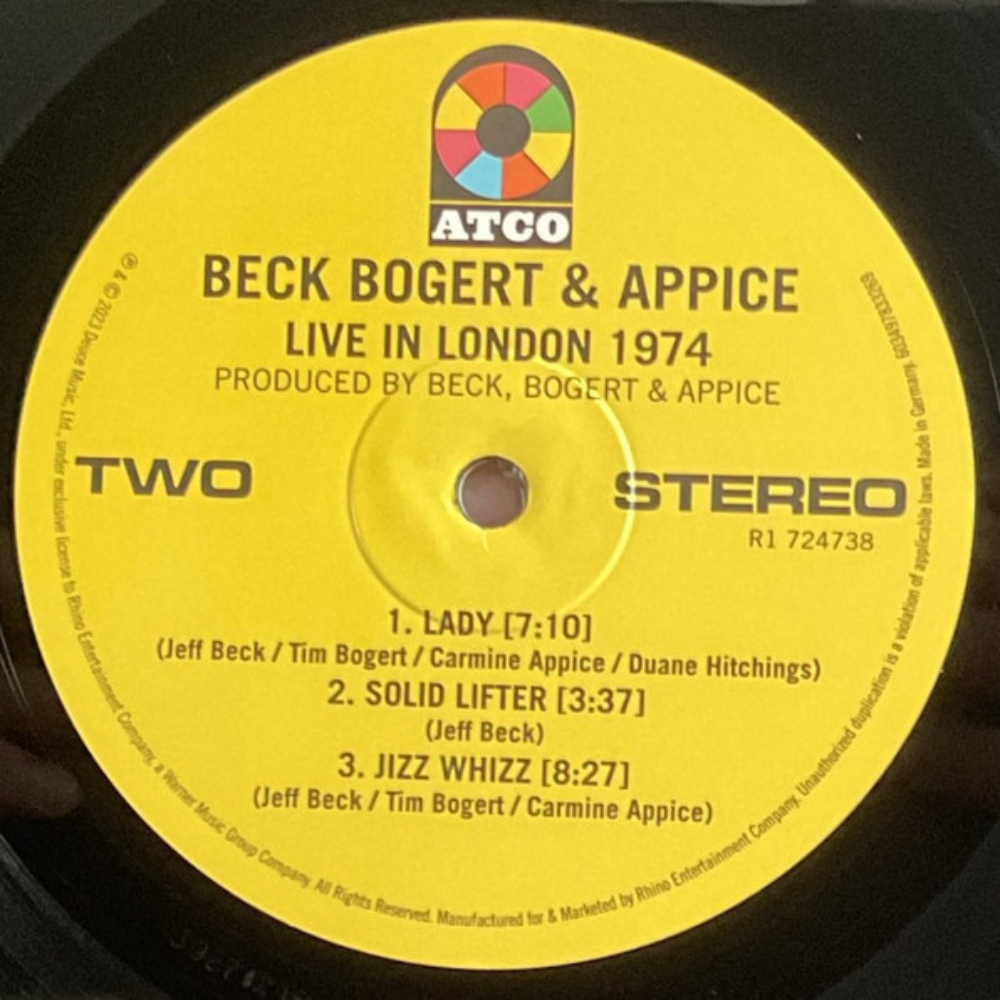 ATCO
BECK BOGERT & APPICE
LIVE IN LONDON 1974
PRODUCED BY BECK, BOGERT & APPICE
TWO
STEREO
R1 724738
1. LADY [7:10]
(Jeff Beck / Tim Bogert / Carmine Appice / Duane Hitchings)
2. SOLID LIFTER [3:37]
(Jeff Beck)
3. JIZZ WHIZZ [8:27]
(Jeff Beck / Tim Bogert / Carmine Appice)
℗ & © 2023 Deuce Music, Ltd., under exclusive license to Rhino Entertainment Company, a Warner Music Group Company. All Rights Reserved. Manufactured for & Marketed by Rhino Entertainment Company. Unauthorized duplication is a violation of applicable laws. Made in Germany. 603497833269